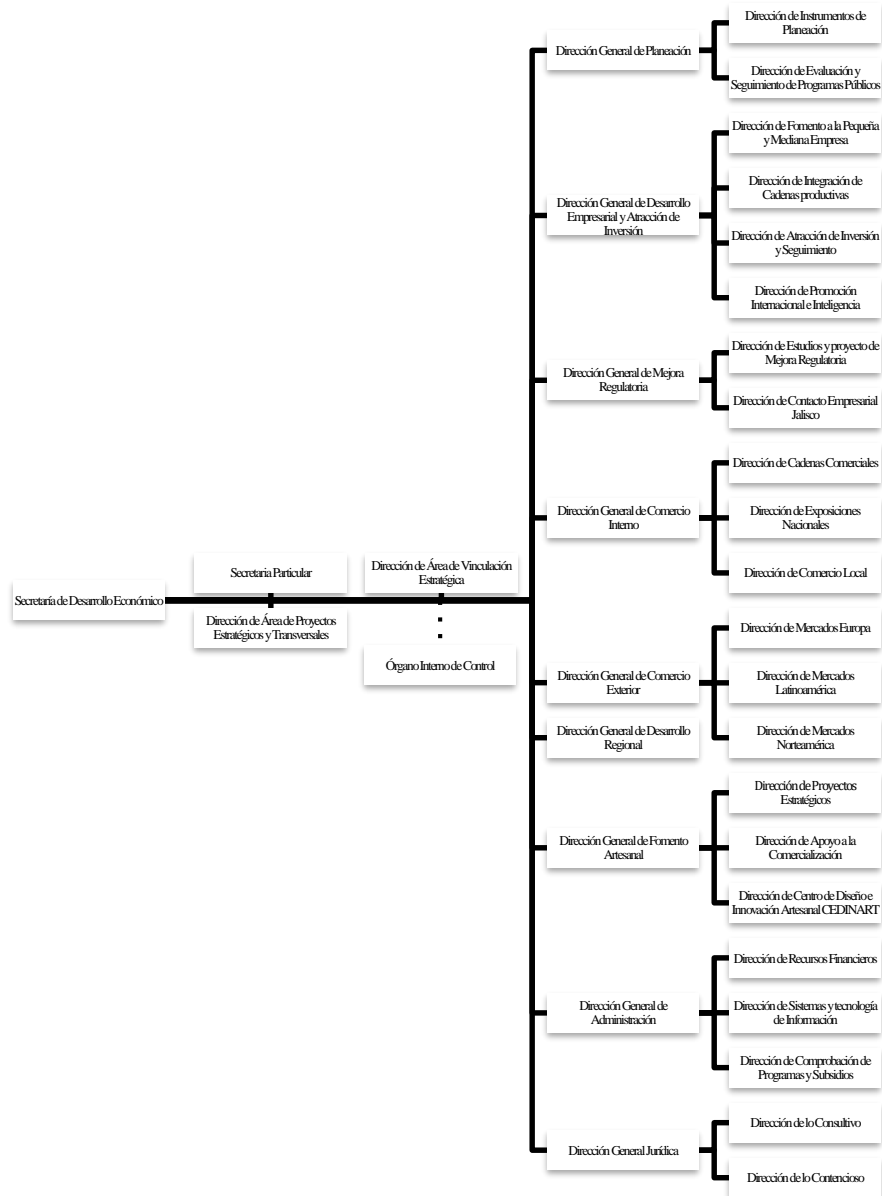 Secretaría de Desarrollo Económico
Secretaria Particular
Dirección de Área de Proyectos
Estratégicos y Transversales
Dirección de Área de Vinculación
Estratégica
Órgano Interno de Control
Dirección General de Planeación
Dirección de Instrumentos de
Planeación
Dirección de Evaluación y
Seguimiento de Programas Públicos
Dirección General de Desarrollo
Empresarial y Atracción de
Inversión
Dirección de Fomento a la Pequeña
y Mediana Empresa
Dirección de Integración de
Cadenas productivas
Dirección de Atracción de Inversión
y Seguimiento
Dirección de Promoción
Internacional e Inteligencia
Dirección General de Mejora
Regulatoria
Dirección de Estudios y proyecto de
Mejora Regulatoria
Dirección de Contacto Empresarial
Jalisco
Dirección General de Comercio
Interno
Dirección de Cadenas Comerciales
Dirección de Exposiciones
Nacionales
Dirección de Comercio Local
Dirección General de Comercio
Exterior
Dirección de Mercados Europa
Dirección de Mercados
Latinoamérica
Dirección de Mercados
Norteamérica
Dirección General de Desarrollo
Regional
Dirección General de Fomento
Artesanal
Dirección de Proyectos
Estratégicos
Dirección de Apoyo a la
Comercialización
Dirección de Centro de Diseño e
Innovación Artesanal CEDINART
Dirección General de
Administración
Dirección de Recursos Financieros
Dirección de Sistemas y tecnología
de Información
Dirección de Comprobación de
Programas y Subsidios
Dirección General Jurídica
Dirección de lo Consultivo
Dirección de lo Contencioso